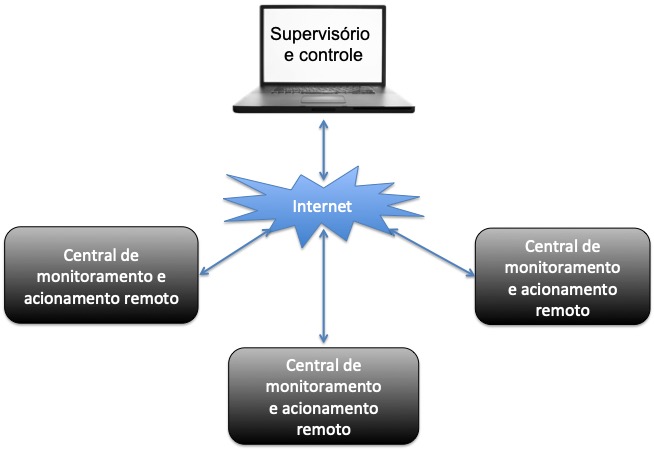 Supervisório
e controle
Internet
Central de
monitoramento e
acionamento remoto
Central de
monitoramento
e acionamento
remoto
Central de
monitoramento
e acionamento
remoto